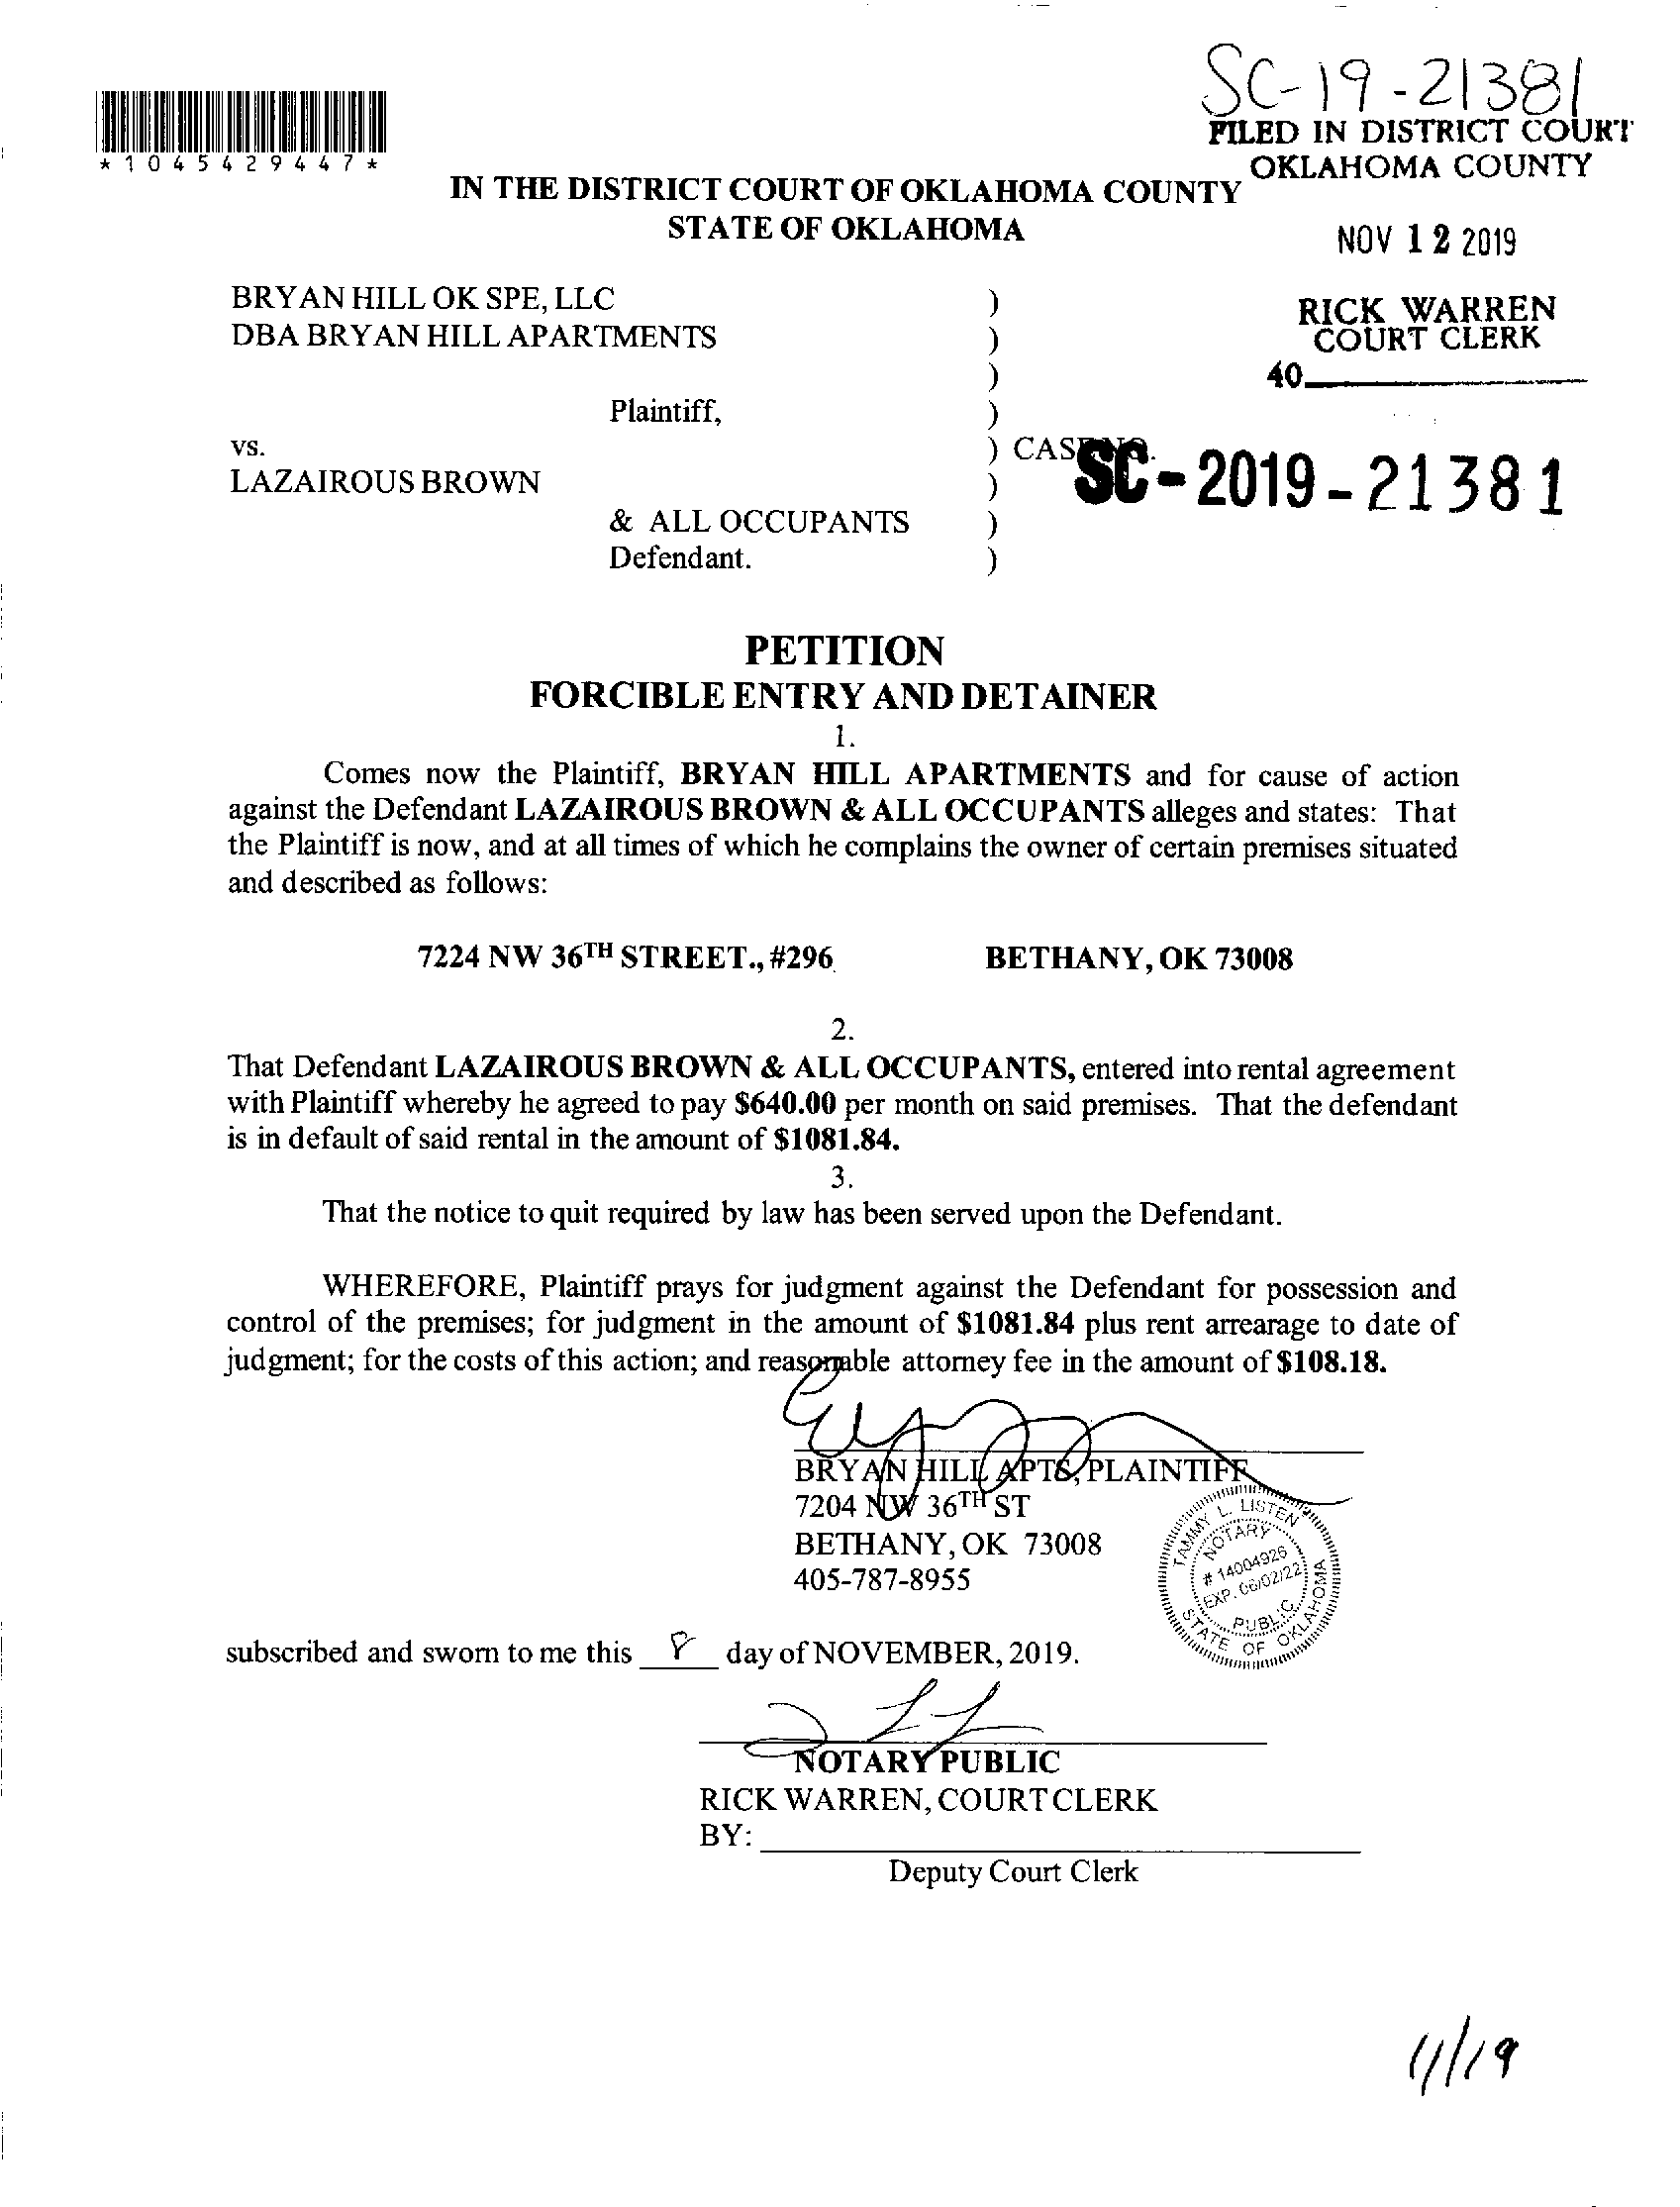 SC-19-21381
FILED IN DISTRICT COURT
OKLAHOMA COUNTY
*1045429447*
IN THE DISTRICT COURT OF OKLAHOMA COUNTY
STATE OF OKLAHOMA
NOV 12 2019
BRYAN HILL OK SPE, LLC )
DBA BRYAN HILL APARTMENTS )
)
RICK WARREN
COURT CLERK
40
Plaintiff, )
vs. ) CASE NO.
SC-2019-21381
LAZAIROUS BROWN )
& ALL OCCUPANTS )
Defendant. )
PETITION
FORCIBLE ENTRY AND DETAINER
1.
Comes now the Plaintiff, BRYAN HILL APARTMENTS and for cause of action
against the Defendant LAZAIROUS BROWN & ALL OCCUPANTS alleges and states: That
the Plaintiff is now, and at all times of which he complains the owner of certain premises situated
and described as follows:
7224 NW 36TH STREET., #296 BETHANY, OK 73008
2.
That Defendant LAZAIROUS BROWN & ALL OCCUPANTS, entered into rental agreement
with Plaintiff whereby he agreed to pay $640.00 per month on said premises. That the defendant
is in default of said rental in the amount of $1081.84.
3.
That the notice to quit required by law has been served upon the Defendant.
WHEREFORE, Plaintiff prays for judgment against the Defendant for possession and
control of the premises; for judgment in the amount of $1081.84 plus rent arrearage to date of
judgment; for the costs of this action; and reasonable attorney fee in the amount of $108.18.
BRYAN HILL APTS, PLAINTIFF
7204 NW 36TH ST
BETHANY, OK 73008
405-787-8955
TAMMY L. LISTEN
NOTARY
# 14004926
EXP. 06/02/22
PUBLIC
STATE OF OKLAHOMA
subscribed and sworn to me this 8 day of NOVEMBER, 2019.
NOTARY PUBLIC
RICK WARREN, COURT CLERK
BY:
Deputy Court Clerk
11/19